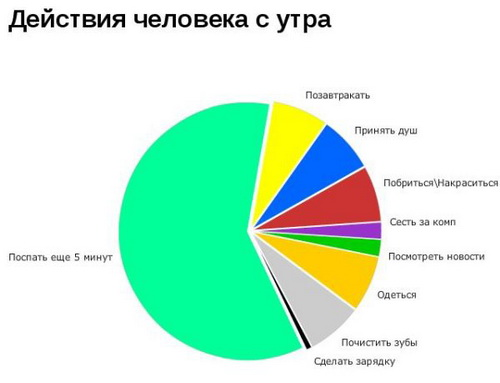 Действия человека с утра
Позавтракать
Принять душ
Побриться\Накраситься
Сесть за комп
Посмотреть новости
Одеться
Почистить зубы
Сделать зарядку
Поспать еще 5 минут